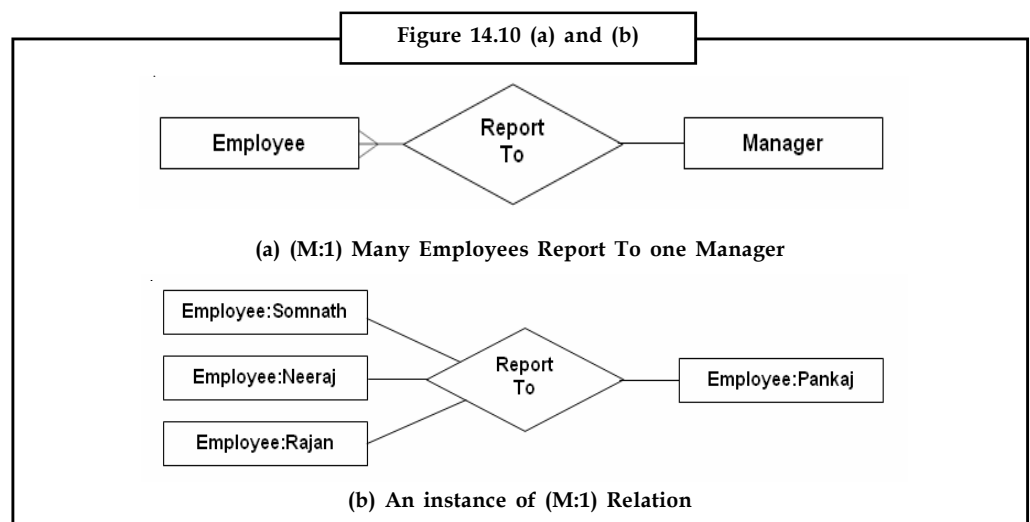 Figure 14.10 (a) and (b)
Employee
Report
To
Manager
(a) (M:1) Many Employees Report To one Manager
Employee:Somnath
Employee:Neeraj
Employee:Rajan
Report
To
Employee:Pankaj
(b) An instance of (M:1) Relation